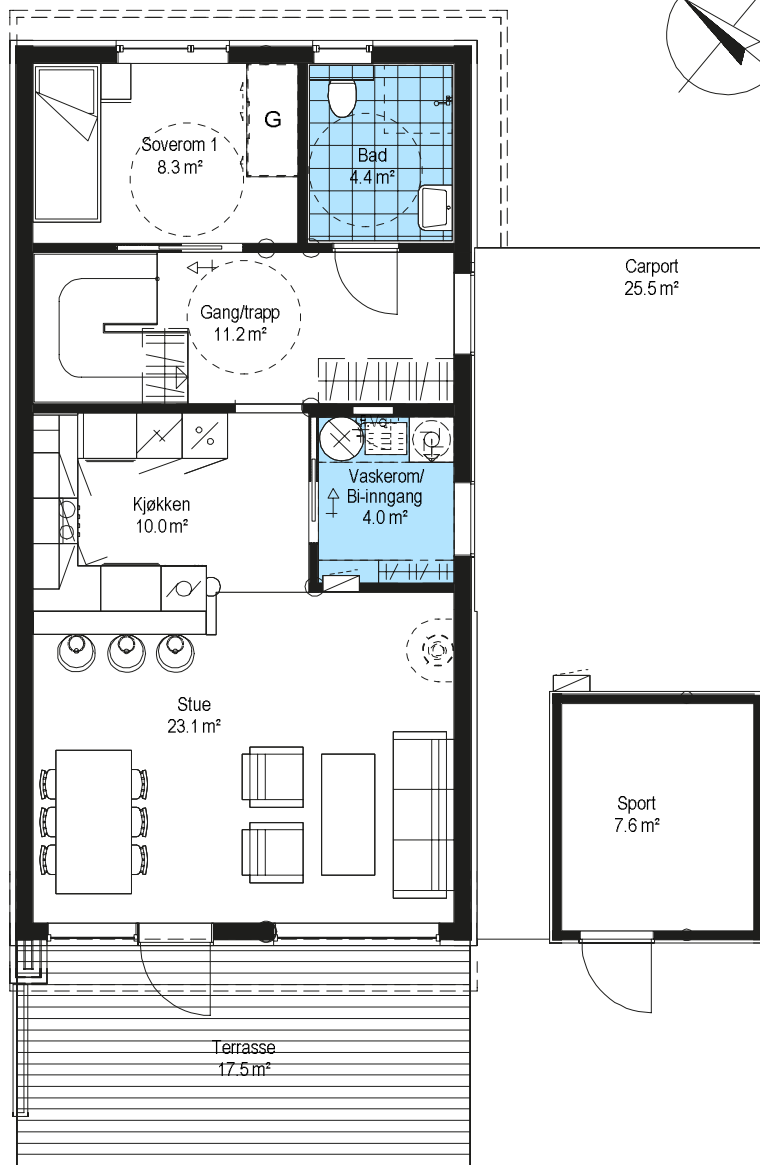 G
Soverom 1
8.3 m²
Bad
4.4 m²
Carport
25.5 m²
Gang/trapp
11.2 m²
Vaskerom/
Bi-inngang
4.0 m²
Kjøkken
10.0 m²
Stue
23.1 m²
Sport
7.6 m²
Terrasse
17.5 m²